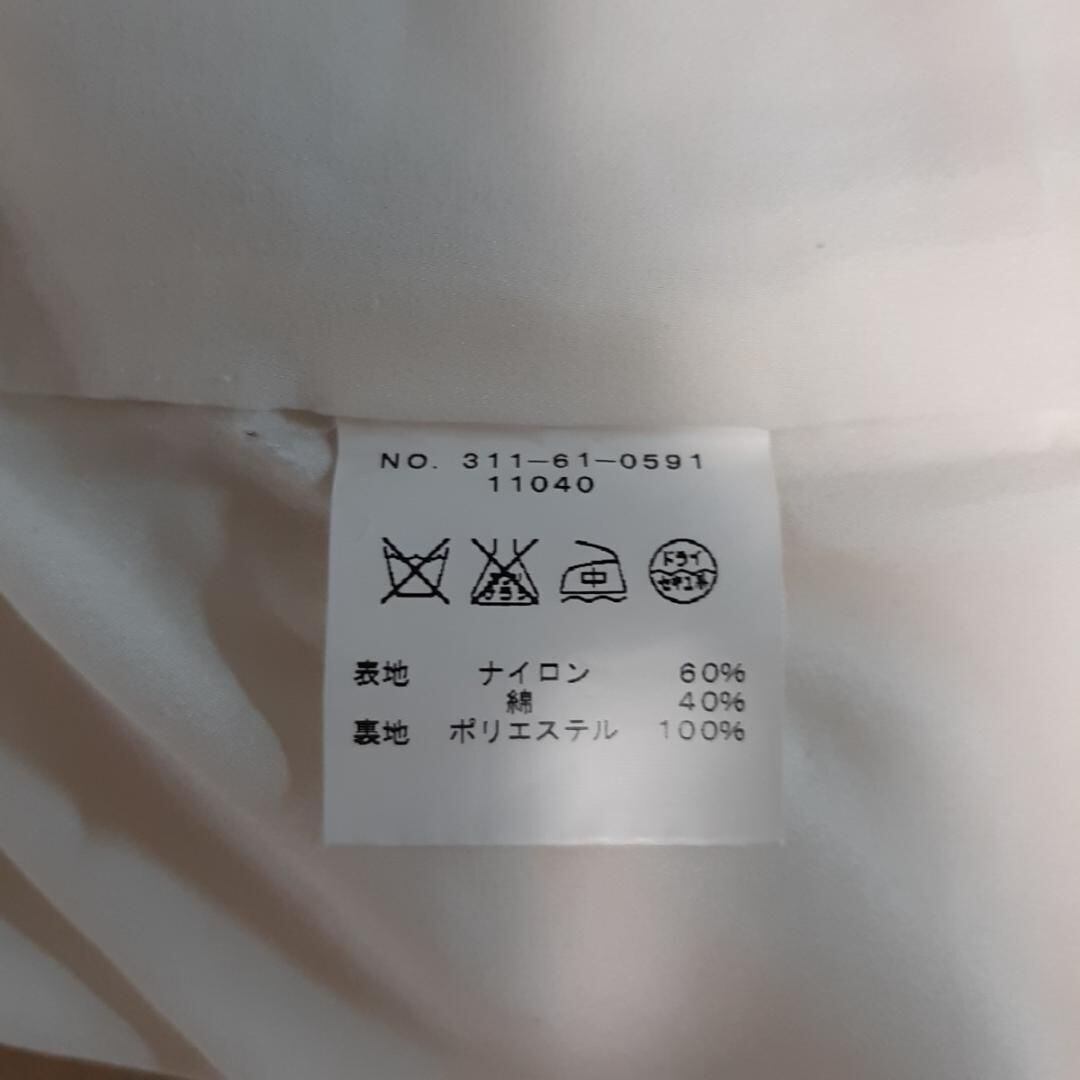 NO. 311-61-0591
11040
中 ドライ
セキユ系
表地 ナイロン 60%
綿 40%
裏地 ポリエステル 100%